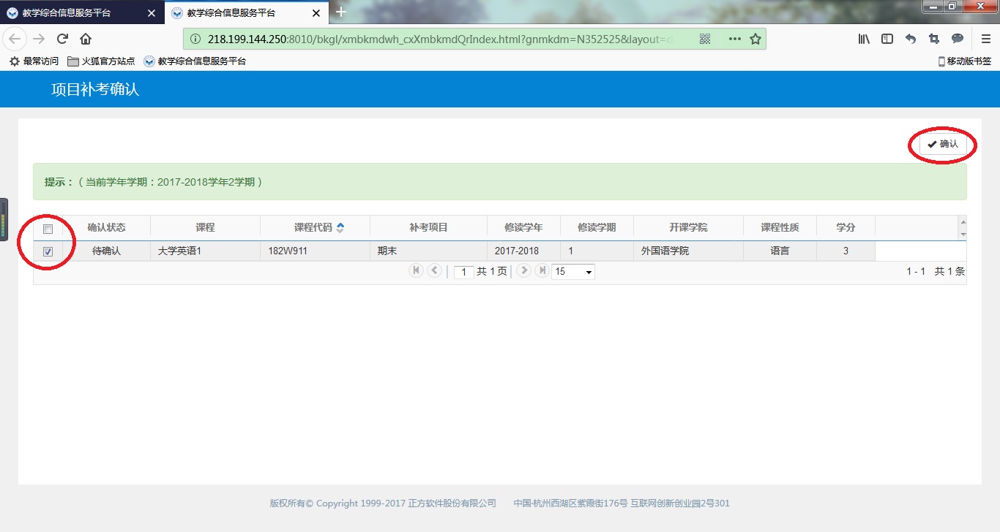 教学综合信息服务平台
教学综合信息服务平台
218.199.144.250:8010/bkgl/xmbkmdwh_cxXmbkmdQrIndex.html?gnmkdm=N352525&layout=d
最常访问 火狐官方站点 教学综合信息服务平台 移动版书签
项目补考确认
确认
提示：（当前学年学期：2017-2018学年2学期）
确认状态 课程 课程代码 补考项目 修读学年 修读学期 开课学院 课程性质 学分
待确认 大学英语1 182W911 期末 2017-2018 1 外国语学院 语言 3
1 共 1 页 15 1 - 1 共 1 条
版权所有© Copyright 1999-2017 正方软件股份有限公司 中国·杭州西湖区紫霞街176号 互联网创新创业园2号301